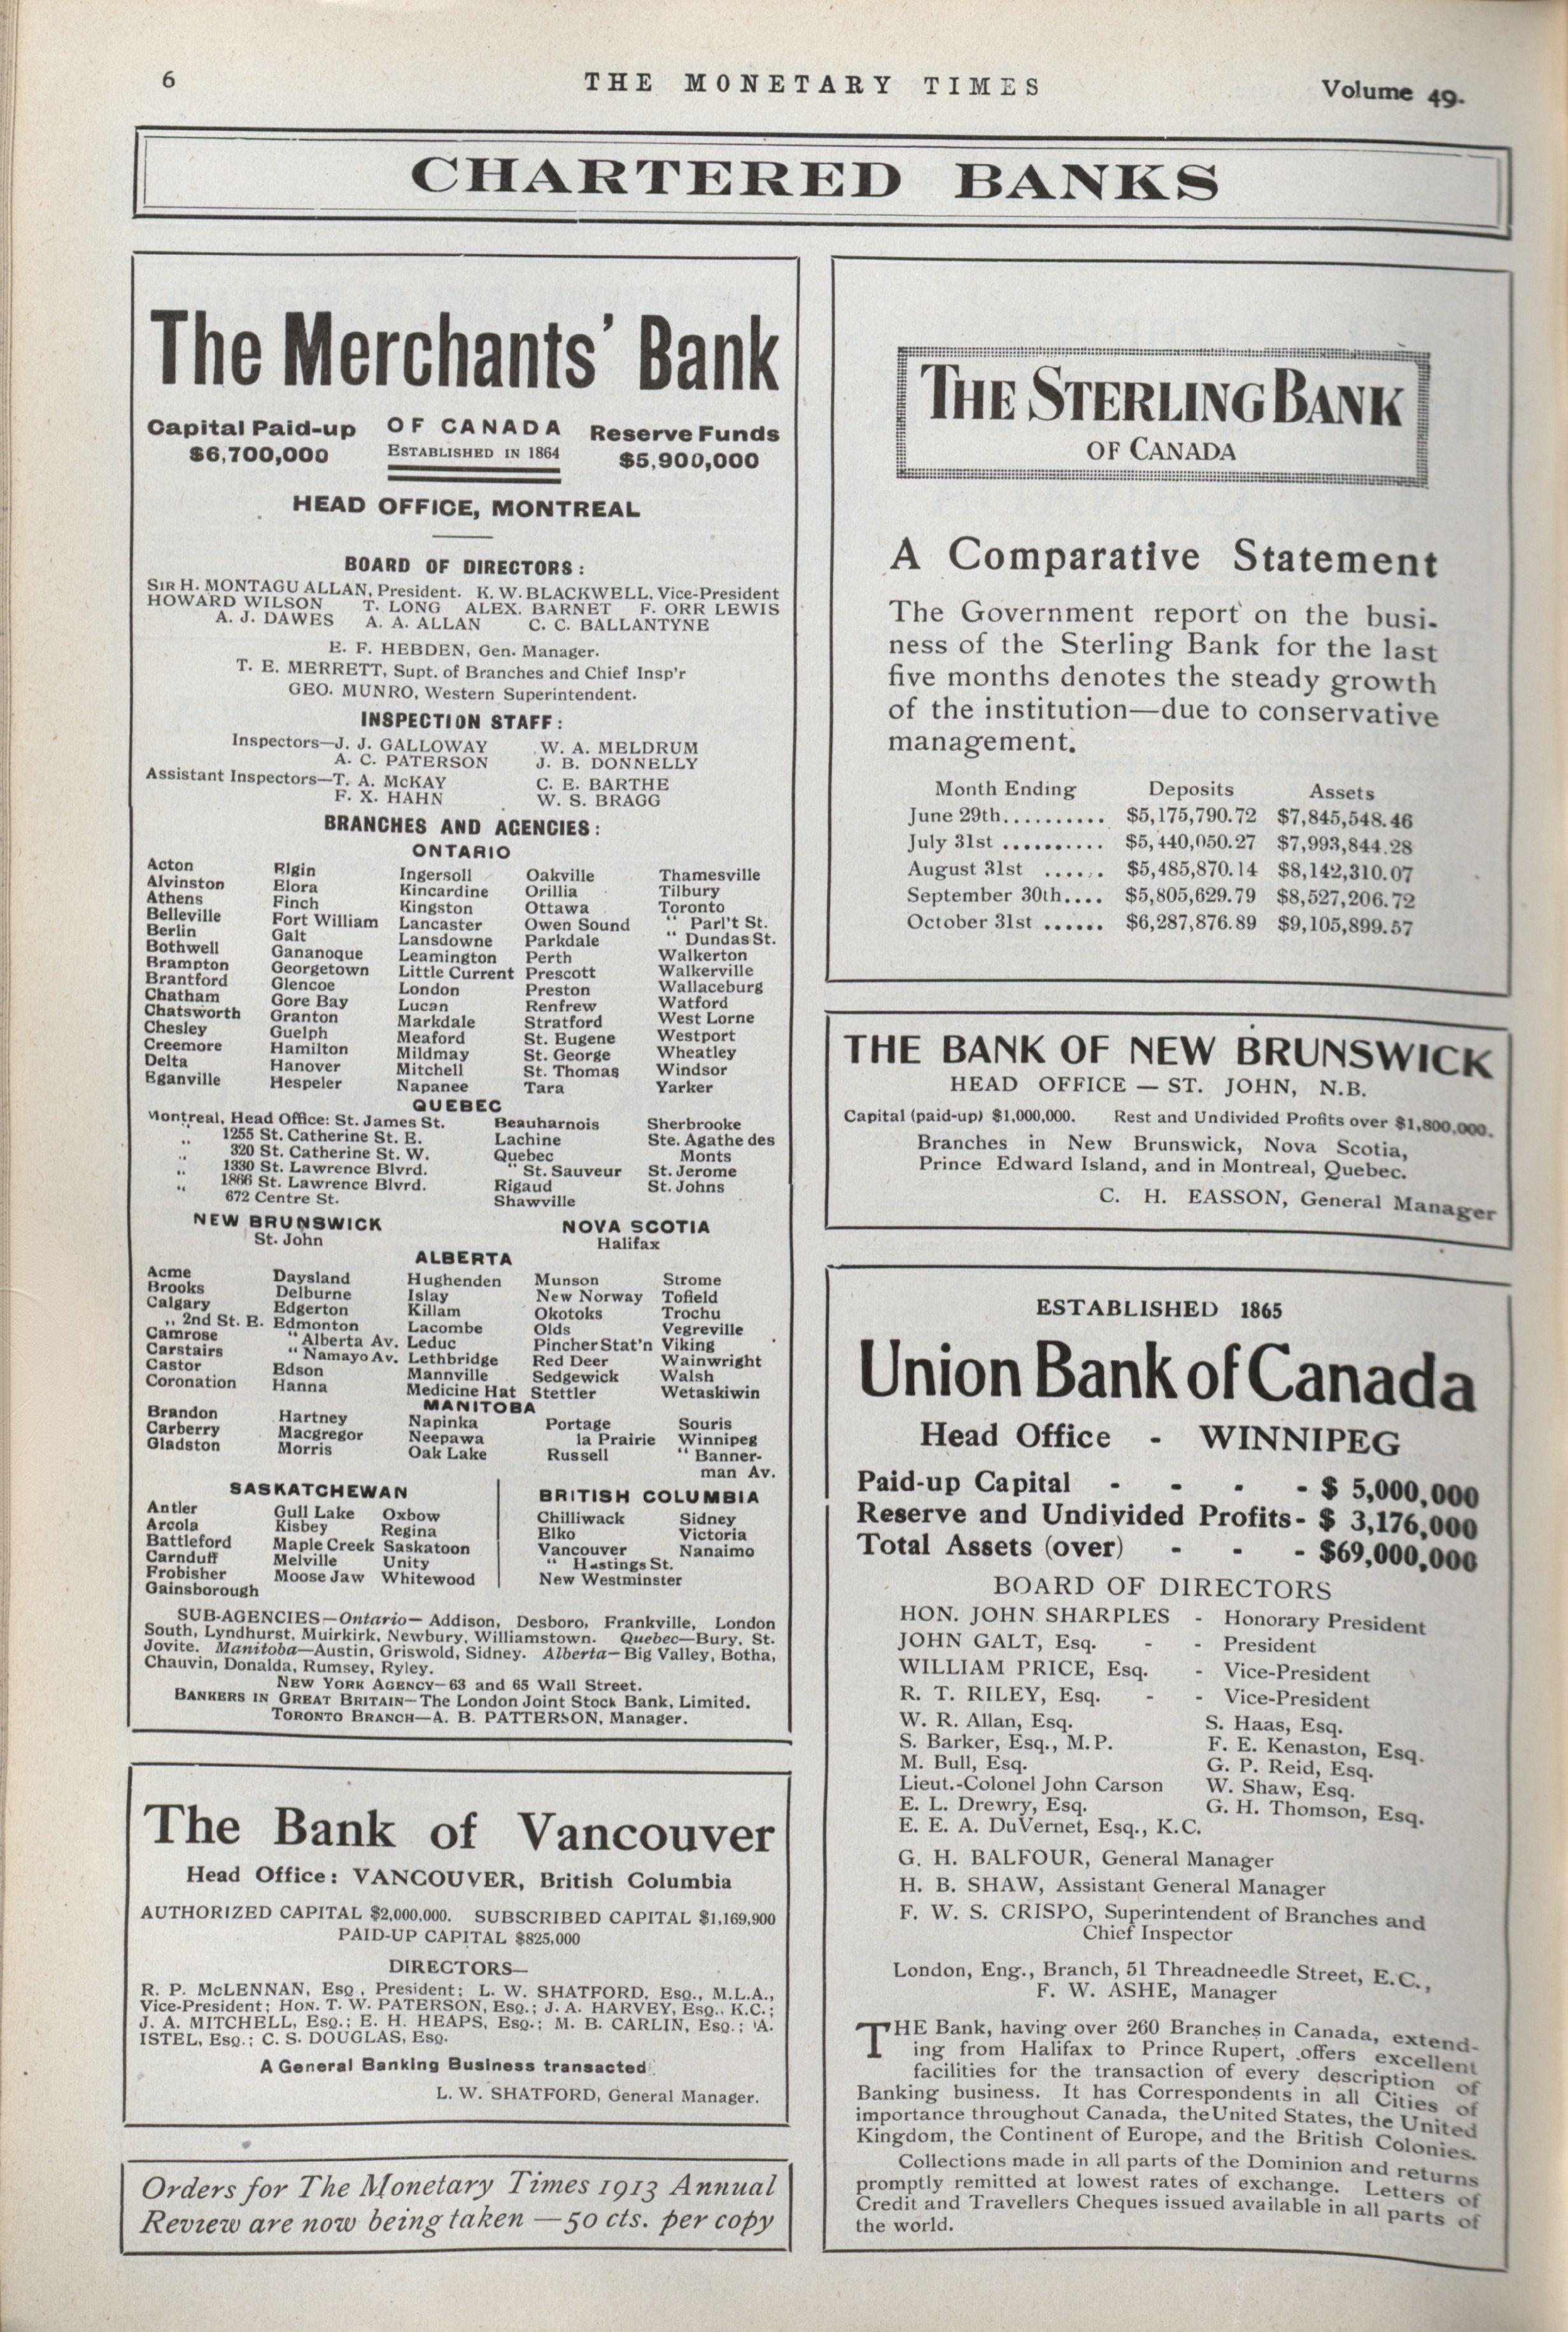 6
THE MONETARY TIMES
Volume 49.
CHARTERED BANKS
The Merchants' Bank
Capital Paid-up
$6,700,000
OF CANADA
ESTABLISHED IN 1864
Reserve Funds
$5,900,000
HEAD OFFICE, MONTREAL
BOARD OF DIRECTORS:
SIR H. MONTAGU ALLAN, President. K. W. BLACKWELL, Vice-President
HOWARD WILSON T. LONG ALEX. BARNET F. ORR LEWIS
A. J. DAWES A. A. ALLAN C. C. BALLANTYNE
E. F. HEBDEN, Gen. Manager.
T. E. MERRETT, Supt. of Branches and Chief Insp'r
GEO. MUNRO, Western Superintendent.
INSPECTION STAFF:
Inspectors—J. J. GALLOWAY W. A. MELDRUM
A. C. PATERSON J. B. DONNELLY
Assistant Inspectors—T. A. McKAY C. E. BARTHE
F. X. HAHN W. S. BRAGG
BRANCHES AND AGENCIES:
ONTARIO
Acton Elgin Ingersoll Oakville Thamesville
Alvinston Elora Kincardine Orillia Tilbury
Athens Finch Kingston Ottawa Toronto
Belleville Fort William Lancaster Owen Sound " Parl't St.
Berlin Galt Lansdowne Parkdale " Dundas St.
Bothwell Gananoque Leamington Perth Walkerton
Brampton Georgetown Little Current Prescott Walkerville
Brantford Glencoe London Preston Wallaceburg
Chatham Gore Bay Lucan Renfrew Watford
Chatsworth Granton Markdale Stratford West Lorne
Chesley Guelph Meaford St. Eugene Westport
Creemore Hamilton Mildmay St. George Wheatley
Delta Hanover Mitchell St. Thomas Windsor
Eganville Hespeler Napanee Tara Yarker
QUEBEC
Montreal, Head Office: St. James St. Beauharnois Sherbrooke
" 1255 St. Catherine St. E. Lachine Ste. Agathe des
" 320 St. Catherine St. W. Quebec Monts
" 1330 St. Lawrence Blvrd. " St. Sauveur St. Jerome
" 1866 St. Lawrence Blvrd. Rigaud St. Johns
672 Centre St. Shawville
NEW BRUNSWICK NOVA SCOTIA
St. John Halifax
ALBERTA
Acme Daysland Hughenden Munson Strome
Brooks Delburne Islay New Norway Tofield
Calgary Edgerton Killam Okotoks Trochu
" 2nd St. E. Edmonton Lacombe Olds Vegreville
Camrose " Alberta Av. Leduc Pincher Stat'n Viking
Carstairs " Namayo Av. Lethbridge Red Deer Wainwright
Castor Edson Mannville Sedgewick Walsh
Coronation Hanna Medicine Hat Stettler Wetaskiwin
MANITOBA
Brandon Hartney Napinka Portage Souris
Carberry Macgregor Neepawa la Prairie Winnipeg
Gladston Morris Oak Lake Russell " Banner-
man Av.
SASKATCHEWAN
Antler Gull Lake Oxbow
Arcola Kisbey Regina
Battleford Maple Creek Saskatoon
Carnduff Melville Unity
Frobisher Moose Jaw Whitewood
Gainsborough
BRITISH COLUMBIA
Chilliwack Sidney
Elko Victoria
Vancouver Nanaimo
" Hastings St.
New Westminster
SUB-AGENCIES—Ontario—Addison, Desboro, Frankville, London
South, Lyndhurst, Muirkirk, Newbury, Williamstown. Quebec—Bury, St.
Jovite. Manitoba—Austin, Griswold, Sidney. Alberta—Big Valley, Botha,
Chauvin, Donalda, Rumsey, Ryley.
NEW YORK AGENCY—63 and 65 Wall Street.
BANKERS IN GREAT BRITAIN—The London Joint Stock Bank, Limited.
TORONTO BRANCH—A. B. PATTERSON, Manager.
The Bank of Vancouver
Head Office: VANCOUVER, British Columbia
AUTHORIZED CAPITAL $2,000,000. SUBSCRIBED CAPITAL $1,169,900
PAID-UP CAPITAL $825,000
DIRECTORS—
R. P. McLENNAN, Esq., President; L. W. SHATFORD, Esq., M.L.A.,
Vice-President; Hon. T. W. PATERSON, Esq.; J. A. HARVEY, Esq., K.C.;
J. A. MITCHELL, Esq.; E. H. HEAPS, Esq.; M. B. CARLIN, Esq.; A.
ISTEL, Esq.; C. S. DOUGLAS, Esq.
A General Banking Business transacted
L. W. SHATFORD, General Manager.
Orders for The Monetary Times 1913 Annual
Review are now being taken—50 cts. per copy
THE STERLING BANK
OF CANADA
A Comparative Statement
The Government report on the busi-
ness of the Sterling Bank for the last
five months denotes the steady growth
of the institution—due to conservative
management.
Month Ending Deposits Assets
June 29th.......... $5,175,790.72 $7,845,548.46
July 31st .......... $5,440,050.27 $7,993,844.28
August 31st ...... $5,485,870.14 $8,142,310.07
September 30th.... $5,805,629.79 $8,527,206.72
October 31st ...... $6,287,876.89 $9,105,899.57
THE BANK OF NEW BRUNSWICK
HEAD OFFICE — ST. JOHN, N.B.
Capital (paid-up) $1,000,000. Rest and Undivided Profits over $1,800,000.
Branches in New Brunswick, Nova Scotia,
Prince Edward Island, and in Montreal, Quebec.
C. H. EASSON, General Manager
ESTABLISHED 1865
Union Bank of Canada
Head Office - WINNIPEG
Paid-up Capital - - - - $ 5,000,000
Reserve and Undivided Profits - $ 3,176,000
Total Assets (over) - - - $69,000,000
BOARD OF DIRECTORS
HON. JOHN SHARPLES - Honorary President
JOHN GALT, Esq. - - President
WILLIAM PRICE, Esq. - Vice-President
R. T. RILEY, Esq. - - Vice-President
W. R. Allan, Esq. S. Haas, Esq.
S. Barker, Esq., M.P. F. E. Kenaston, Esq.
M. Bull, Esq. G. P. Reid, Esq.
Lieut.-Colonel John Carson W. Shaw, Esq.
E. L. Drewry, Esq. G. H. Thomson, Esq.
E. E. A. DuVernet, Esq., K.C.
G. H. BALFOUR, General Manager
H. B. SHAW, Assistant General Manager
F. W. S. CRISPO, Superintendent of Branches and
Chief Inspector
London, Eng., Branch, 51 Threadneedle Street, E.C.,
F. W. ASHE, Manager
THE Bank, having over 260 Branches in Canada, extend-
ing from Halifax to Prince Rupert, offers excellent
facilities for the transaction of every description of
Banking business. It has Correspondents in all Cities of
importance throughout Canada, the United States, the United
Kingdom, the Continent of Europe, and the British Colonies.
Collections made in all parts of the Dominion and returns
promptly remitted at lowest rates of exchange. Letters of
Credit and Travellers Cheques issued available in all parts of
the world.